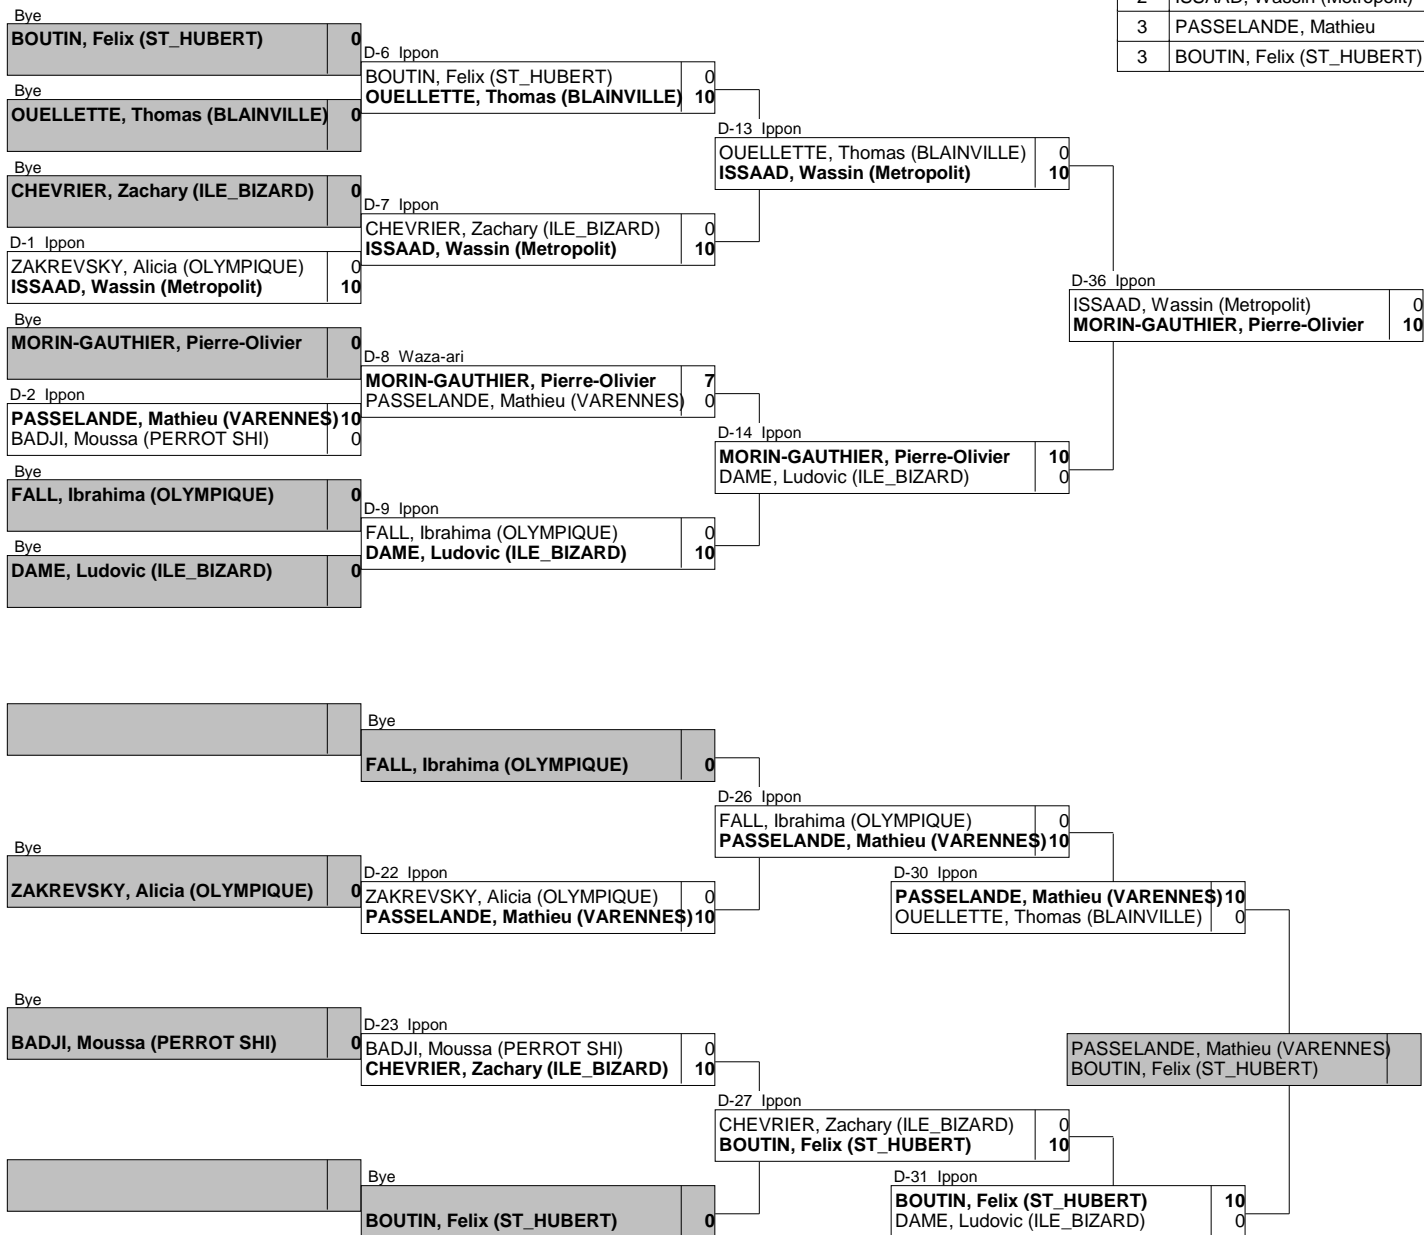 2 ISSAAD, Wassin (Metropolit)
3 PASSELANDE, Mathieu
3 BOUTIN, Felix (ST_HUBERT)
Bye
BOUTIN, Felix (ST_HUBERT) 0
Bye
OUELLETTE, Thomas (BLAINVILLE) 0
Bye
CHEVRIER, Zachary (ILE_BIZARD) 0
D-1 Ippon
ZAKREVSKY, Alicia (OLYMPIQUE) 0
ISSAAD, Wassin (Metropolit) 10
Bye
MORIN-GAUTHIER, Pierre-Olivier 0
D-2 Ippon
PASSELANDE, Mathieu (VARENNES) 10
BADJI, Moussa (PERROT SHI) 0
Bye
FALL, Ibrahima (OLYMPIQUE) 0
Bye
DAME, Ludovic (ILE_BIZARD) 0
D-6 Ippon
BOUTIN, Felix (ST_HUBERT) 0
OUELLETTE, Thomas (BLAINVILLE) 10
D-7 Ippon
CHEVRIER, Zachary (ILE_BIZARD) 0
ISSAAD, Wassin (Metropolit) 10
D-8 Waza-ari
MORIN-GAUTHIER, Pierre-Olivier 7
PASSELANDE, Mathieu (VARENNES) 0
D-9 Ippon
FALL, Ibrahima (OLYMPIQUE) 0
DAME, Ludovic (ILE_BIZARD) 10
D-13 Ippon
OUELLETTE, Thomas (BLAINVILLE) 0
ISSAAD, Wassin (Metropolit) 10
D-14 Ippon
MORIN-GAUTHIER, Pierre-Olivier 10
DAME, Ludovic (ILE_BIZARD) 0
D-36 Ippon
ISSAAD, Wassin (Metropolit) 0
MORIN-GAUTHIER, Pierre-Olivier 10
Bye
ZAKREVSKY, Alicia (OLYMPIQUE) 0
Bye
BADJI, Moussa (PERROT SHI) 0
Bye
FALL, Ibrahima (OLYMPIQUE) 0
D-22 Ippon
ZAKREVSKY, Alicia (OLYMPIQUE) 0
PASSELANDE, Mathieu (VARENNES) 10
D-23 Ippon
BADJI, Moussa (PERROT SHI) 0
CHEVRIER, Zachary (ILE_BIZARD) 10
Bye
BOUTIN, Felix (ST_HUBERT) 0
D-26 Ippon
FALL, Ibrahima (OLYMPIQUE) 0
PASSELANDE, Mathieu (VARENNES) 10
D-27 Ippon
CHEVRIER, Zachary (ILE_BIZARD) 0
BOUTIN, Felix (ST_HUBERT) 10
D-30 Ippon
PASSELANDE, Mathieu (VARENNES) 10
OUELLETTE, Thomas (BLAINVILLE) 0
D-31 Ippon
BOUTIN, Felix (ST_HUBERT) 10
DAME, Ludovic (ILE_BIZARD) 0
PASSELANDE, Mathieu (VARENNES)
BOUTIN, Felix (ST_HUBERT)